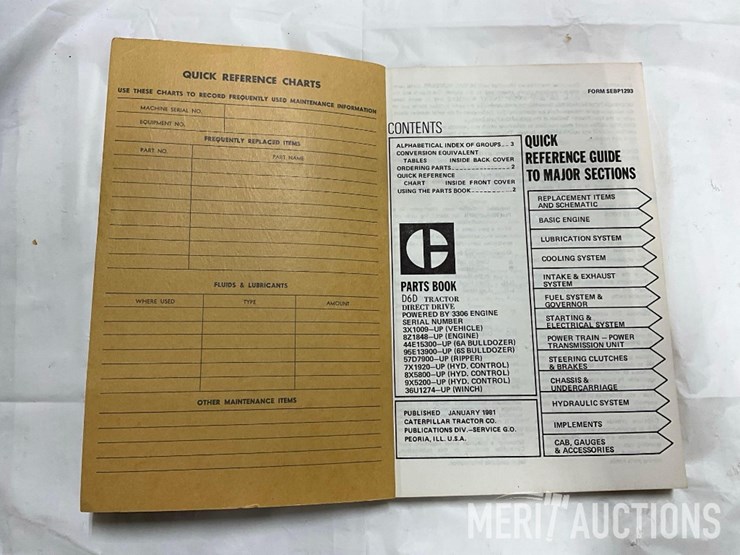 QUICK REFERENCE CHARTS
USE THESE CHARTS TO RECORD FREQUENTLY USED MAINTENANCE INFORMATION
MACHINE SERIAL NO.
EQUIPMENT NO.
FREQUENTLY REPLACED ITEMS
PART NO. PART NAME
FLUIDS & LUBRICANTS
WHERE USED TYPE AMOUNT
OTHER MAINTENANCE ITEMS
FORM SEBP1293
CONTENTS
ALPHABETICAL INDEX OF GROUPS 3
CONVERSION EQUIVALENT
TABLES INSIDE BACK COVER
ORDERING PARTS 2
QUICK REFERENCE
CHART INSIDE FRONT COVER
USING THE PARTS BOOK 2
PARTS BOOK
D6D TRACTOR
DIRECT DRIVE
POWERED BY 3306 ENGINE
SERIAL NUMBER
3X1009-UP (VEHICLE)
8Z1848-UP (ENGINE)
44E15300-UP (6A BULLDOZER)
95E13900-UP (6S BULLDOZER)
57D7900-UP (RIPPER)
7X1920-UP (HYD, CONTROL)
8X5800-UP (HYD, CONTROL)
9X5200-UP (HYD, CONTROL)
36U1274-UP (WINCH)
PUBLISHED JANUARY 1981
CATERPILLAR TRACTOR CO.
PUBLICATIONS DIV.-SERVICE G.O.
PEORIA, ILL. U.S.A.
QUICK
REFERENCE GUIDE
TO MAJOR SECTIONS
REPLACEMENT ITEMS
AND SCHEMATIC
BASIC ENGINE
LUBRICATION SYSTEM
COOLING SYSTEM
INTAKE & EXHAUST
SYSTEM
FUEL SYSTEM &
GOVERNOR
STARTING &
ELECTRICAL SYSTEM
POWER TRAIN - POWER
TRANSMISSION UNIT
STEERING CLUTCHES
& BRAKES
CHASSIS &
UNDERCARRIAGE
HYDRAULIC SYSTEM
IMPLEMENTS
CAB, GAUGES
& ACCESSORIES
MERIT AUCTIONS